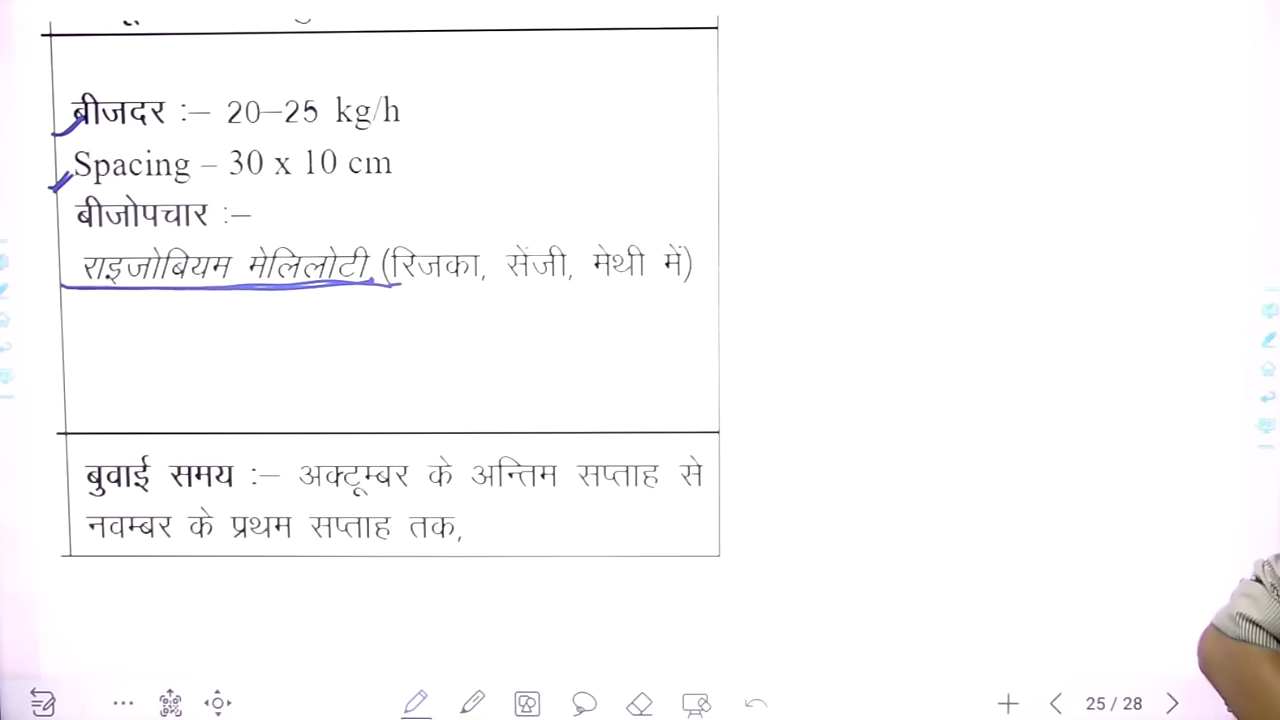 बीजदर :– 20–25 kg/h
Spacing – 30 x 10 cm
बीजोपचार :–
राइजोबियम मेलिलोटी (रिजका, सेंजी, मेथी में)
बुवाई समय :– अक्टूम्बर के अन्तिम सप्ताह से
नवम्बर के प्रथम सप्ताह तक,
25 / 28